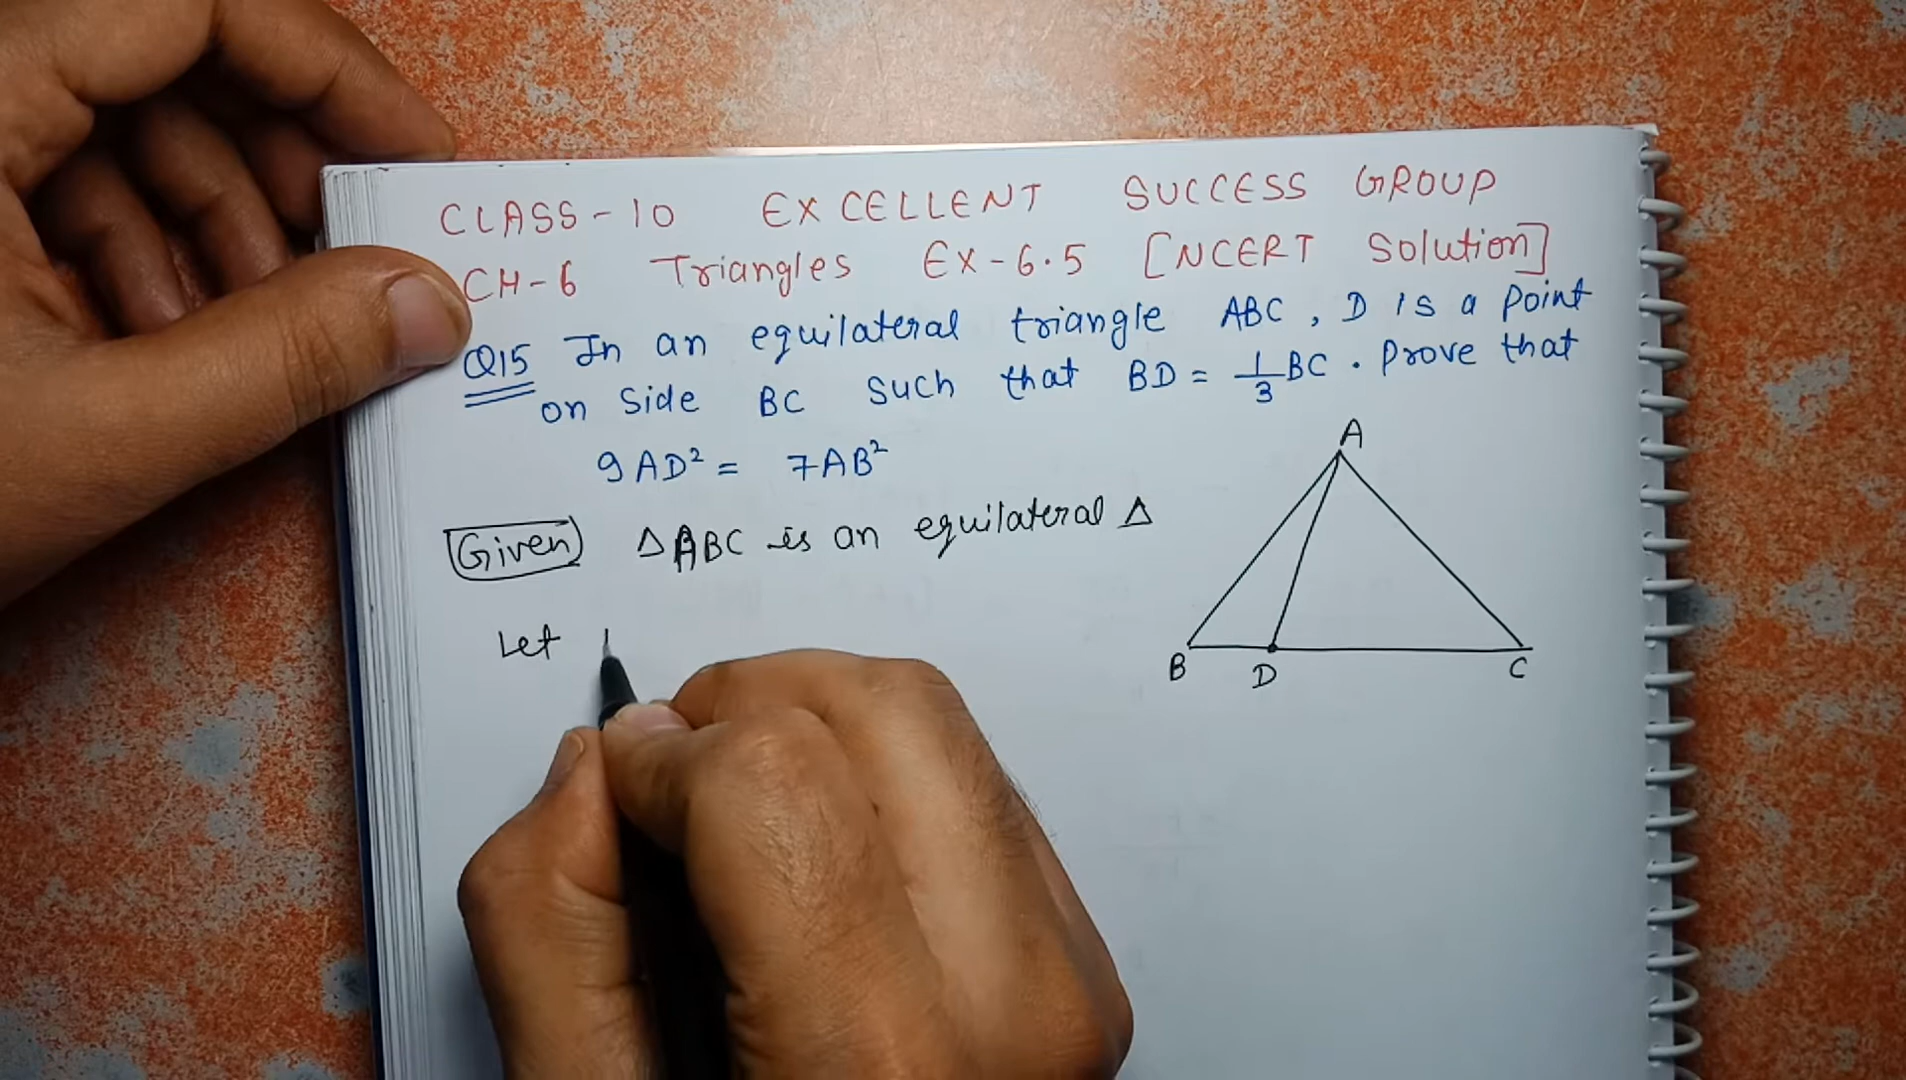 CLASS-10 EXCELLENT SUCCESS GROUP
CH-6 Triangles EX-6.5 [NCERT Solution]
Q15 In an equilateral triangle ABC, D is a point
on side BC such that BD = 1/3 BC. Prove that
9AD² = 7AB²
Given ΔABC is an equilateral Δ
Let
A
B D C